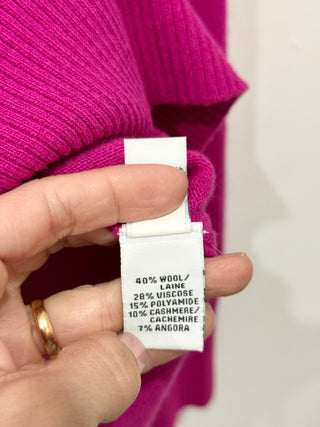 40% WOOL/
LAINE
28% VISCOSE
15% POLYAMIDE
10% CASHMERE/
CACHEMIRE
7% ANGORA